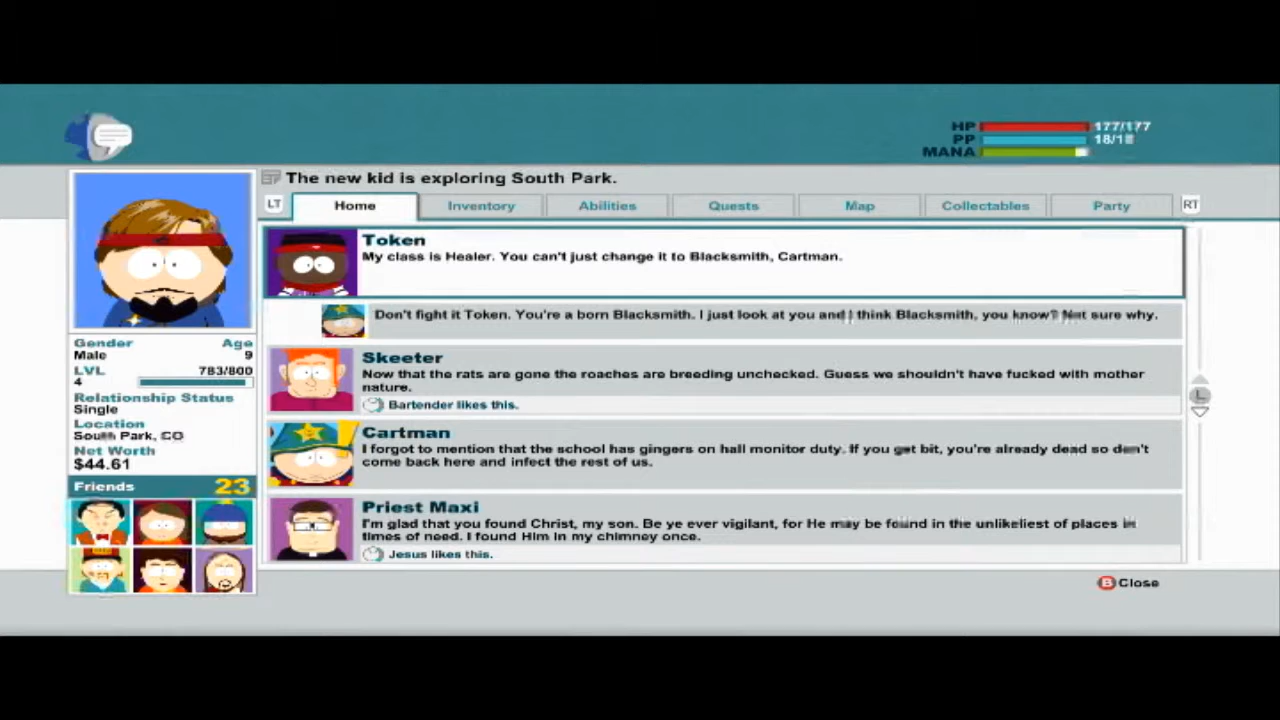 HP 177/177
PP 18/18
MANA
The new kid is exploring South Park.
LT Home Inventory Abilities Quests Map Collectables Party RT
Token
My class is Healer. You can't just change it to Blacksmith, Cartman.
Don't fight it Token. You're a born Blacksmith. I just look at you and I think Blacksmith, you know? Not sure why.
Skeeter
Now that the rats are gone the roaches are breeding unchecked. Guess we shouldn't have fucked with mother
nature.
Bartender likes this.
Cartman
I forgot to mention that the school has gingers on hall monitor duty. If you get bit, you're already dead so don't
come back here and infect the rest of us.
Priest Maxi
I'm glad that you found Christ, my son. Be ye ever vigilant, for He may be found in the unlikeliest of places in
times of need. I found Him in my chimney once.
Jesus likes this.
Gender Age
Male 9
LVL 783/800
4
Relationship Status
Single
Location
South Park, CO
Net Worth
$44.61
Friends 23
L
B Close